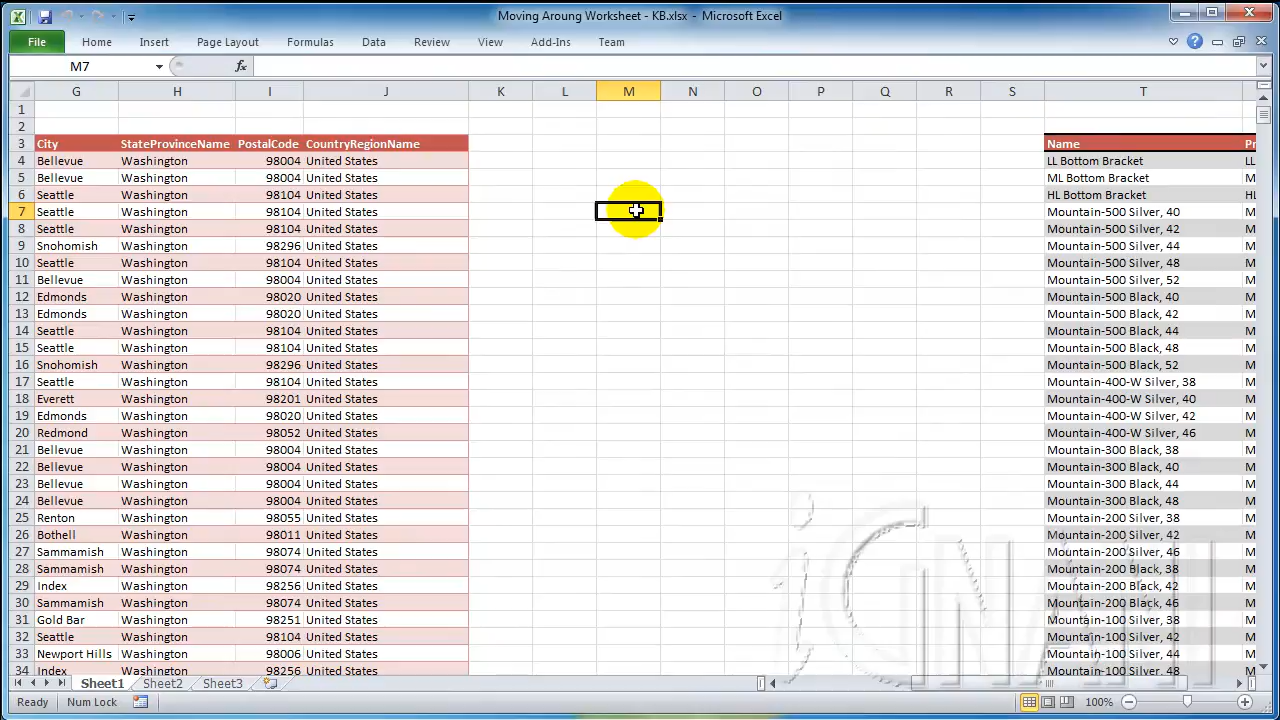 Moving Aroung Worksheet - KB.xlsx - Microsoft Excel
File Home Insert Page Layout Formulas Data Review View Add-Ins Team
M7 fx
G H I J K L M N O P Q R S T
1
2
3 City StateProvinceName PostalCode CountryRegionName Name Pr
4 Bellevue Washington 98004 United States LL Bottom Bracket LL
5 Bellevue Washington 98004 United States ML Bottom Bracket ML
6 Seattle Washington 98104 United States HL Bottom Bracket HL
7 Seattle Washington 98104 United States Mountain-500 Silver, 40 M
8 Seattle Washington 98104 United States Mountain-500 Silver, 42 M
9 Snohomish Washington 98296 United States Mountain-500 Silver, 44 M
10 Seattle Washington 98104 United States Mountain-500 Silver, 48 M
11 Bellevue Washington 98004 United States Mountain-500 Silver, 52 M
12 Edmonds Washington 98020 United States Mountain-500 Black, 40 M
13 Edmonds Washington 98020 United States Mountain-500 Black, 42 M
14 Seattle Washington 98104 United States Mountain-500 Black, 44 M
15 Seattle Washington 98104 United States Mountain-500 Black, 48 M
16 Snohomish Washington 98296 United States Mountain-500 Black, 52 M
17 Seattle Washington 98104 United States Mountain-400-W Silver, 38 M
18 Everett Washington 98201 United States Mountain-400-W Silver, 40 M
19 Edmonds Washington 98020 United States Mountain-400-W Silver, 42 M
20 Redmond Washington 98052 United States Mountain-400-W Silver, 46 M
21 Bellevue Washington 98004 United States Mountain-300 Black, 38 M
22 Bellevue Washington 98004 United States Mountain-300 Black, 40 M
23 Bellevue Washington 98004 United States Mountain-300 Black, 44 M
24 Bellevue Washington 98004 United States Mountain-300 Black, 48 M
25 Renton Washington 98055 United States Mountain-200 Silver, 38 M
26 Bothell Washington 98011 United States Mountain-200 Silver, 42 M
27 Sammamish Washington 98074 United States Mountain-200 Silver, 46 M
28 Sammamish Washington 98074 United States Mountain-200 Black, 38 M
29 Index Washington 98256 United States Mountain-200 Black, 42 M
30 Sammamish Washington 98074 United States Mountain-200 Black, 46 M
31 Gold Bar Washington 98251 United States Mountain-100 Silver, 38 M
32 Seattle Washington 98104 United States Mountain-100 Silver, 42 M
33 Newport Hills Washington 98006 United States Mountain-100 Silver, 44 M
34 Index Washington 98256 United States Mountain-100 Silver, 48 M
Sheet1 Sheet2 Sheet3
Ready Num Lock 100%